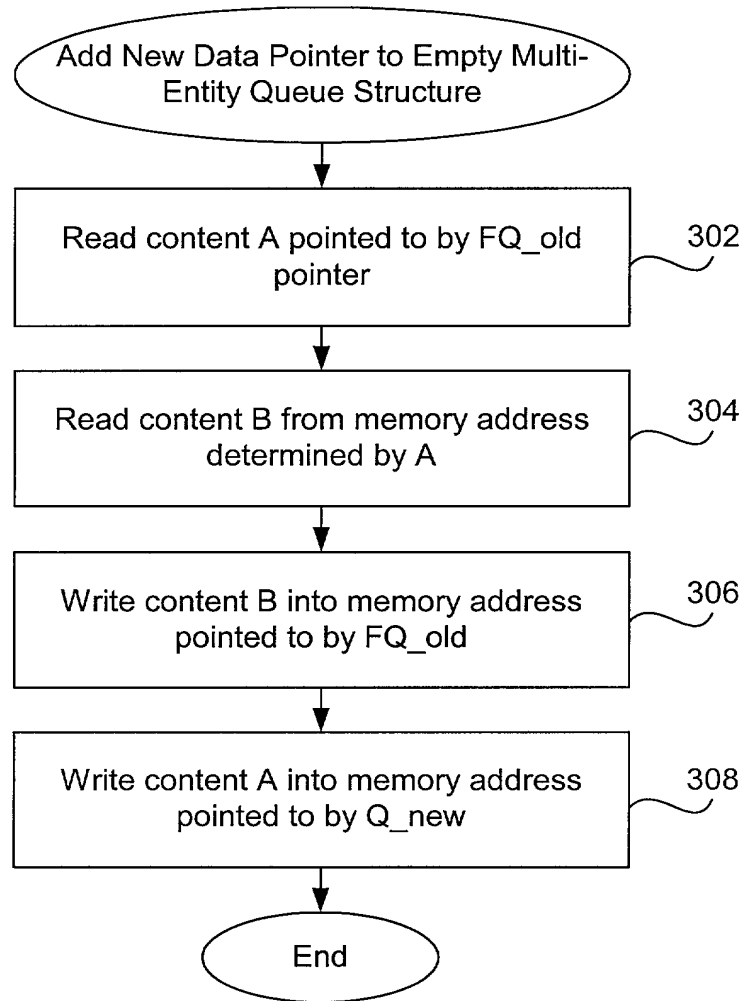 Add New Data Pointer to Empty Multi-
Entity Queue Structure
Read content A pointed to by FQ_old
pointer
302
Read content B from memory address
determined by A
304
Write content B into memory address
pointed to by FQ_old
306
Write content A into memory address
pointed to by Q_new
308
End